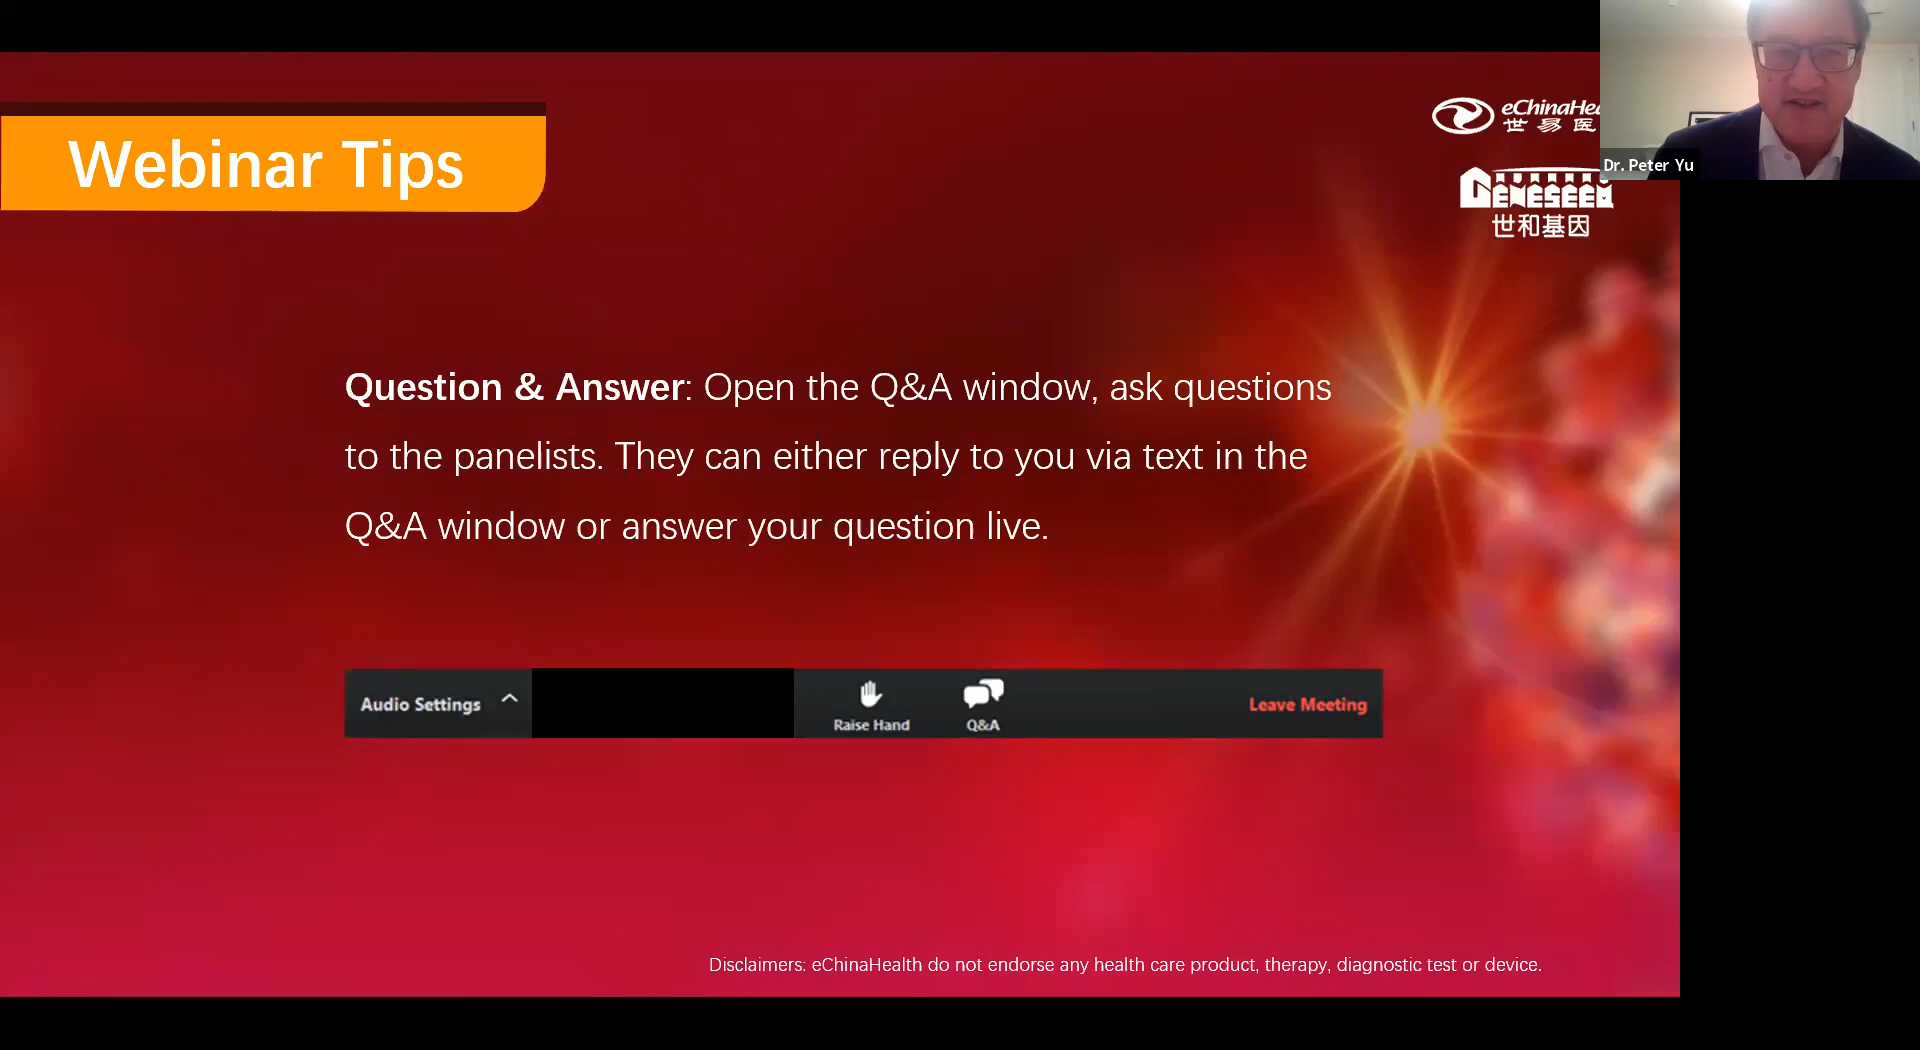 Webinar Tips
eChinaHea
世易医
Dr. Peter Yu
GENESEEQ
世和基因
Question & Answer: Open the Q&A window, ask questions
to the panelists. They can either reply to you via text in the
Q&A window or answer your question live.
Audio Settings
Raise Hand
Q&A
Leave Meeting
Disclaimers: eChinaHealth do not endorse any health care product, therapy, diagnostic test or device.